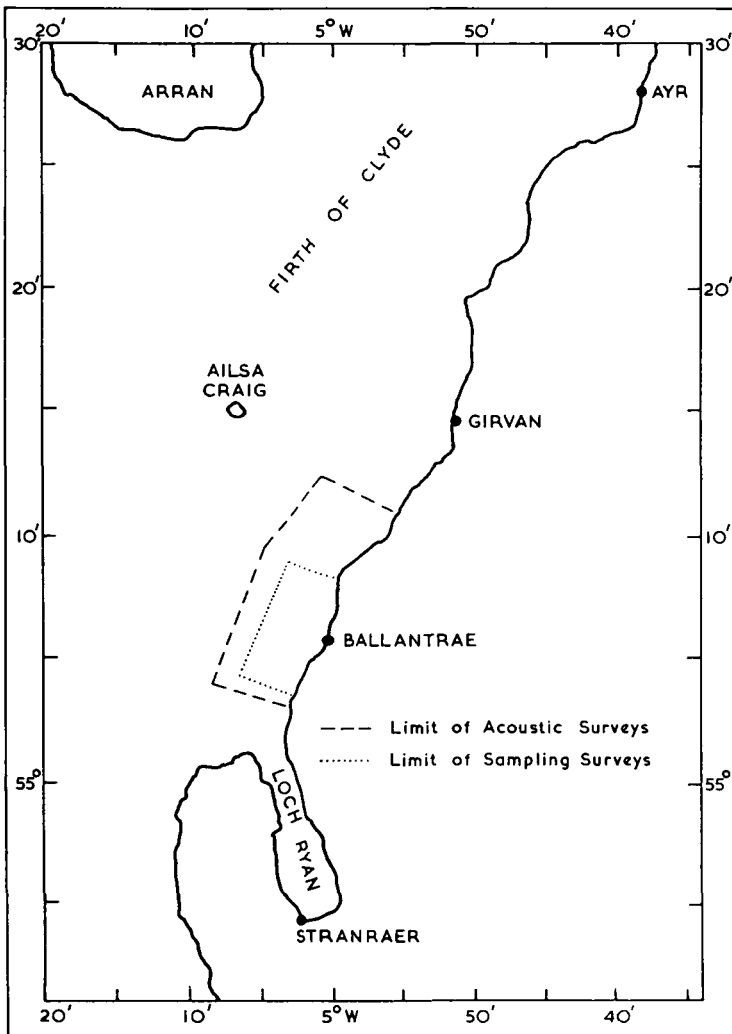 20' 10' 5°W 50' 40'
30' 30'
ARRAN
AYR
FIRTH OF CLYDE
20' 20'
AILSA
CRAIG
GIRVAN
10' 10'
BALLANTRAE
Limit of Acoustic Surveys
Limit of Sampling Surveys
55° 55°
LOCH RYAN
STRANRAER
20' 10' 5°W 50' 40'